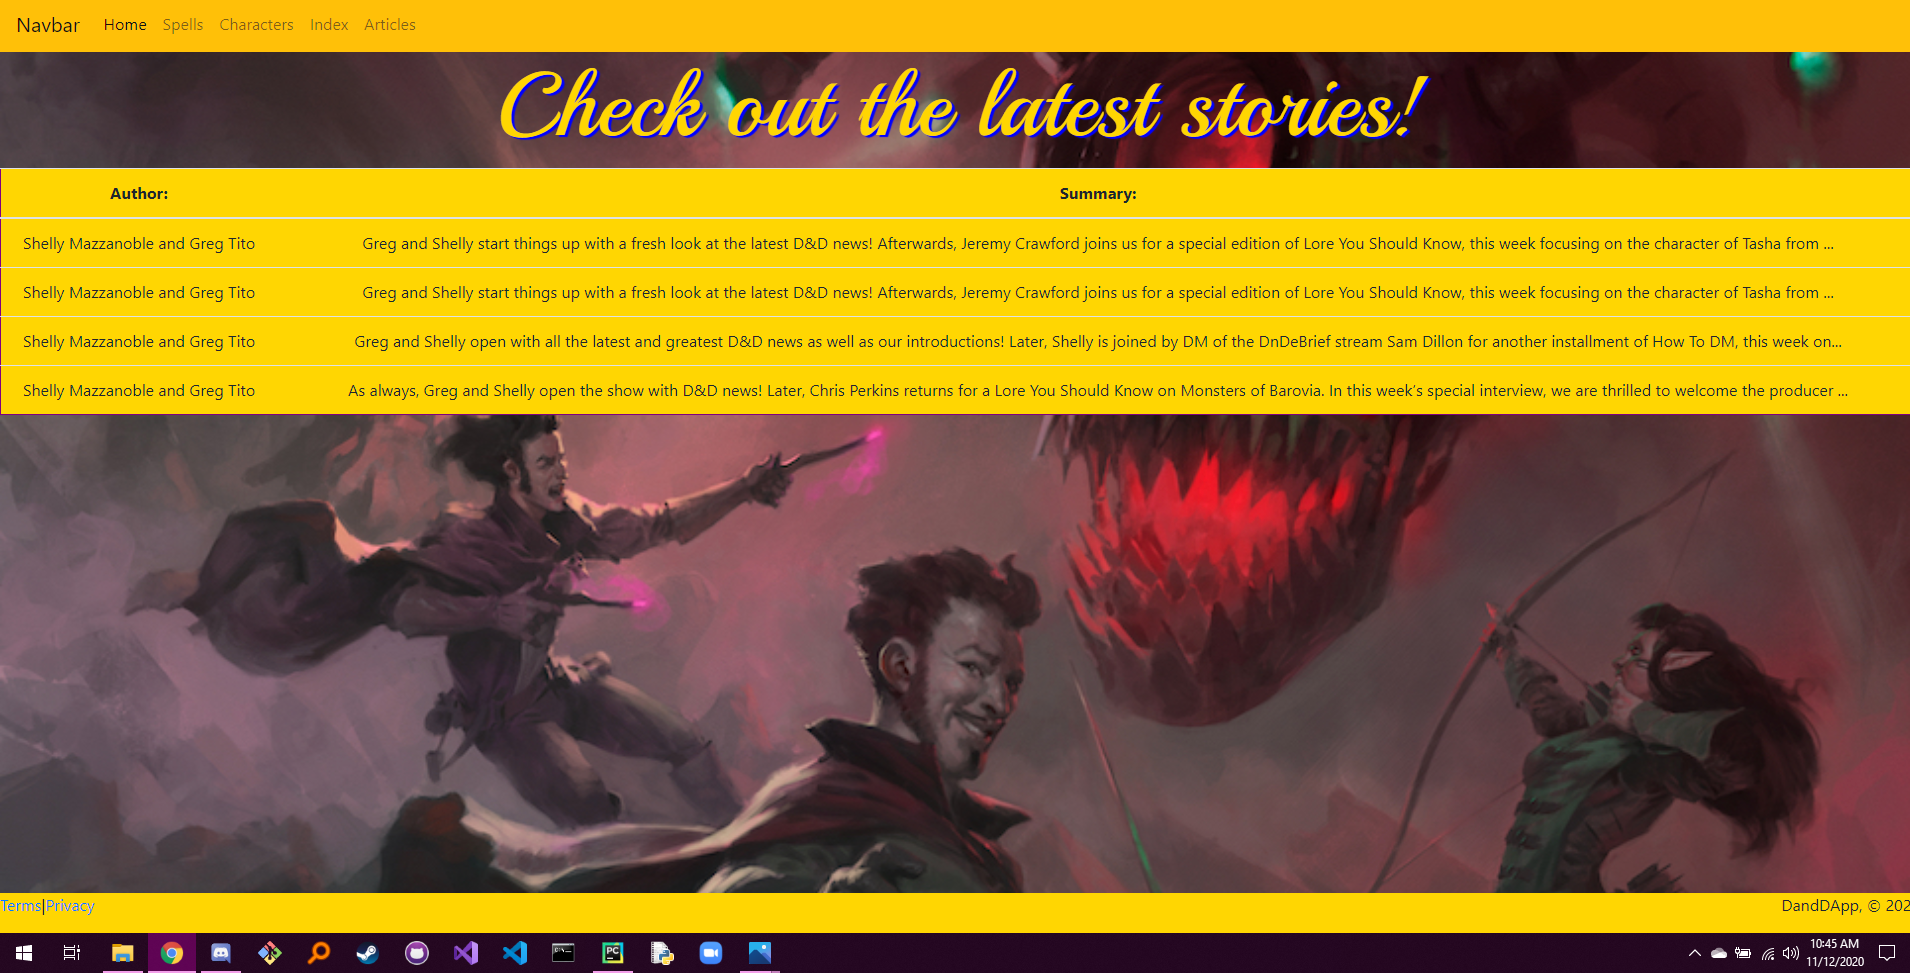 Navbar Home Spells Characters Index Articles
Check out the latest stories!
Author: Summary:
Shelly Mazzanoble and Greg Tito Greg and Shelly start things up with a fresh look at the latest D&D news! Afterwards, Jeremy Crawford joins us for a special edition of Lore You Should Know, this week focusing on the character of Tasha from ...
Shelly Mazzanoble and Greg Tito Greg and Shelly start things up with a fresh look at the latest D&D news! Afterwards, Jeremy Crawford joins us for a special edition of Lore You Should Know, this week focusing on the character of Tasha from ...
Shelly Mazzanoble and Greg Tito Greg and Shelly open with all the latest and greatest D&D news as well as our introductions! Later, Shelly is joined by DM of the DnDeBrief stream Sam Dillon for another installment of How To DM, this week on...
Shelly Mazzanoble and Greg Tito As always, Greg and Shelly open the show with D&D news! Later, Chris Perkins returns for a Lore You Should Know on Monsters of Barovia. In this week's special interview, we are thrilled to welcome the producer ...
Terms|Privacy DandDApp, © 202
PC
10:45 AM
11/12/2020